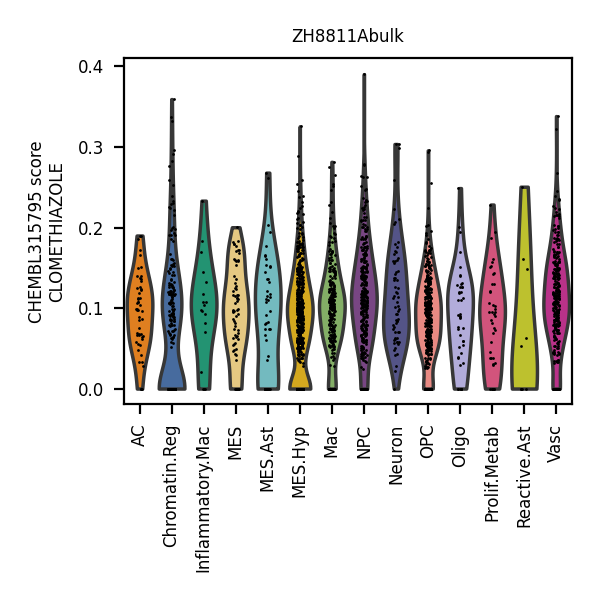 ZH8811Abulk
CHEMBL315795 score
CLOMETHIAZOLE
0.4
0.3
0.2
0.1
0.0
AC
Chromatin.Reg
Inflammatory.Mac
MES
MES.Ast
MES.Hyp
Mac
NPC
Neuron
OPC
Oligo
Prolif.Metab
Reactive.Ast
Vasc